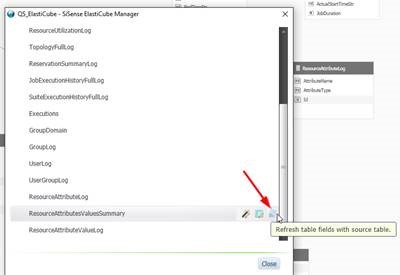 ActualStartTimeStr
JobDuration
QS_ElastiCube - SiSense ElastiCube Manager
ResourceUtilizationLog
TopologyFullLog
ReservationSummaryLog
JobExecutionHistoryFullLog
SuiteExecutionHistoryFullLog
Executions
GroupDomain
GroupLog
UserLog
UserGroupLog
ResourceAttributeLog
ResourceAttributesValuesSummary
ResourceAttributeValueLog
Close
ResourceAttributeLog
AttributeName
AttributeType
Id
Refresh table fields with source table.